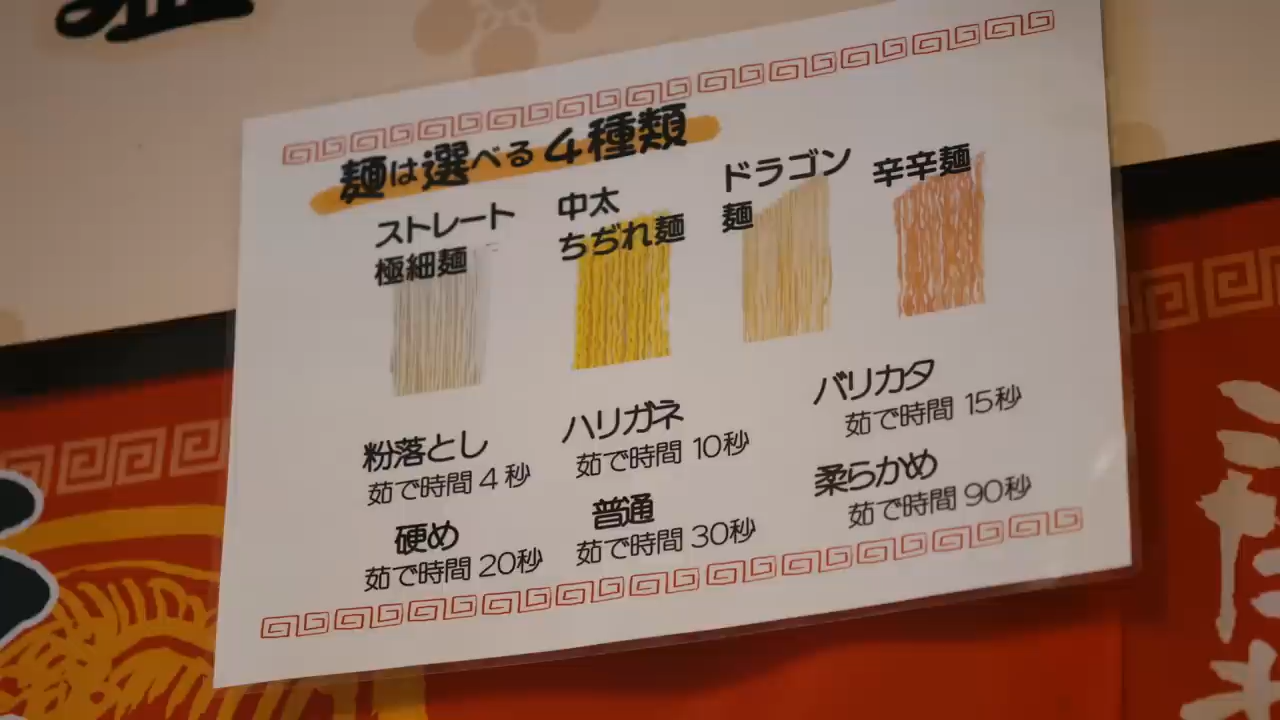 麺は選べる4種類
ストレート
極細麺
中太
ちぢれ麺
ドラゴン
麺
辛辛麺
粉落とし
茹で時間 4秒
ハリガネ
茹で時間 10秒
バリカタ
茹で時間 15秒
硬め
茹で時間 20秒
普通
茹で時間 30秒
柔らかめ
茹で時間 90秒